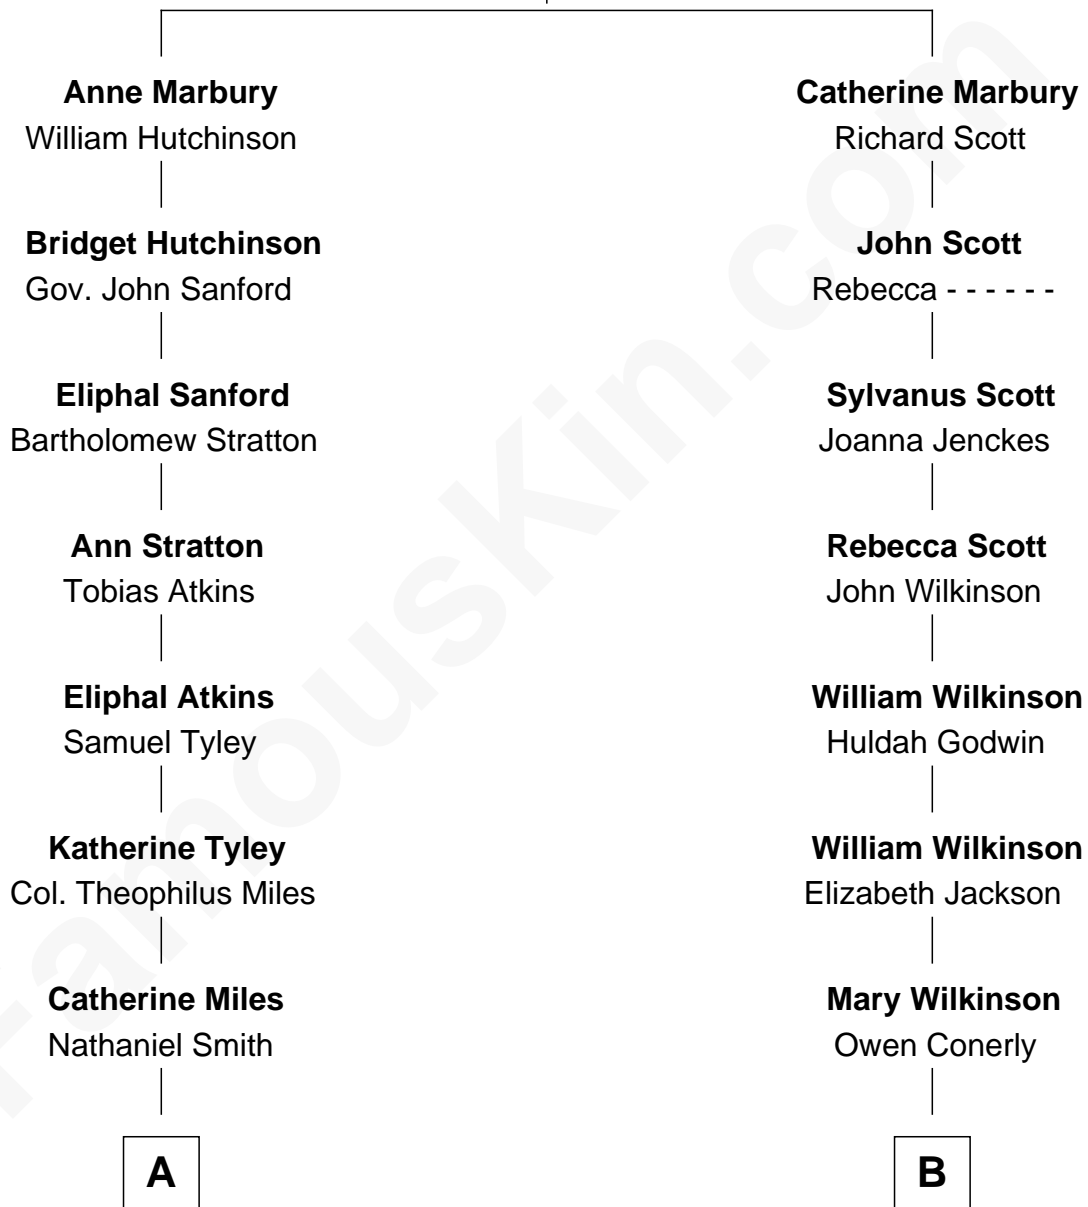 Anne Marbury
William Hutchinson
Bridget Hutchinson
Gov. John Sanford
Eliphal Sanford
Bartholomew Stratton
Ann Stratton
Tobias Atkins
Eliphal Atkins
Samuel Tyley
Katherine Tyley
Col. Theophilus Miles
Catherine Miles
Nathaniel Smith
A
Catherine Marbury
Richard Scott
John Scott
Rebecca - - - - - -
Sylvanus Scott
Joanna Jenckes
Rebecca Scott
John Wilkinson
William Wilkinson
Huldah Godwin
William Wilkinson
Elizabeth Jackson
Mary Wilkinson
Owen Conerly
B
FamousKin.com